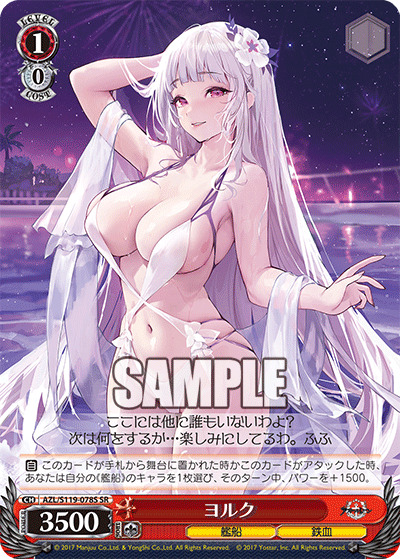 LEVEL
1
0
COST
SAMPLE
ここには他に誰もいないわよ?
次は何をするか…楽しみにしてるわ。ふふ
自 このカードが手札から舞台に置かれた時かこのカードがアタックした時、
あなたは自分の《艦船》のキャラを1枚選び、そのターン中、パワーを+1500。
CH AZL/S119-078S SR
3500
ヨルク
艦船 鉄血
© 2017 Manjuu Co.,Ltd. & YongShi Co.,Ltd. All Rights Reserved. © 2017 Yostar, Inc. All Rights Reserved.